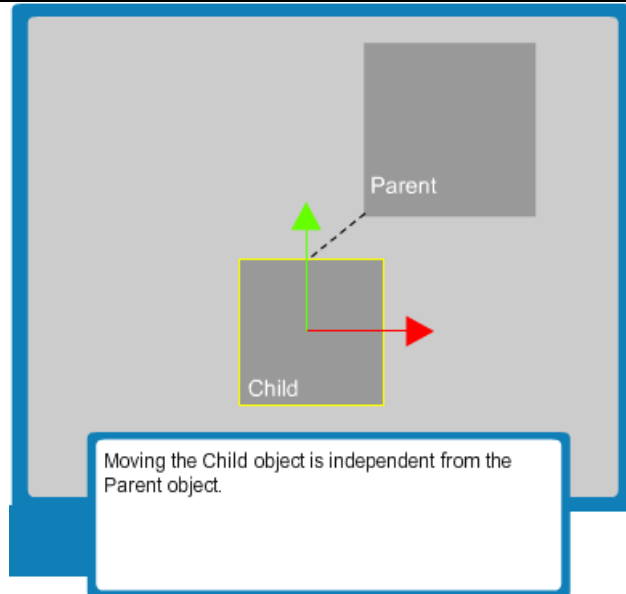 Parent
Child
Moving the Child object is independent from the
Parent object.